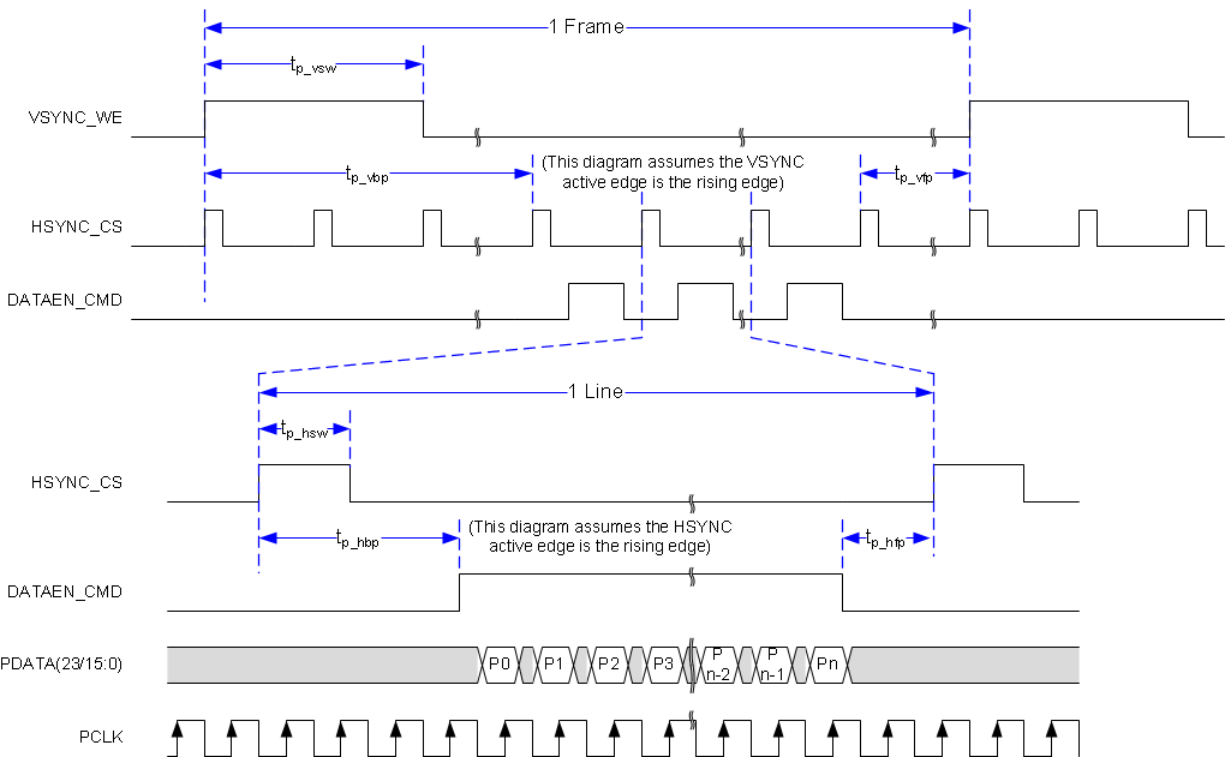 1 Frame
tp_vsw
VSYNC_WE
(This diagram assumes the VSYNC
active edge is the rising edge)
tp_vbp
tp_vfp
HSYNC_CS
DATAEN_CMD
1 Line
tp_hsw
HSYNC_CS
(This diagram assumes the HSYNC
active edge is the rising edge)
tp_hbp
tp_hfp
DATAEN_CMD
PDATA(23/15:0)
P0 P1 P2 P3 P n-2 P n-1 Pn
PCLK